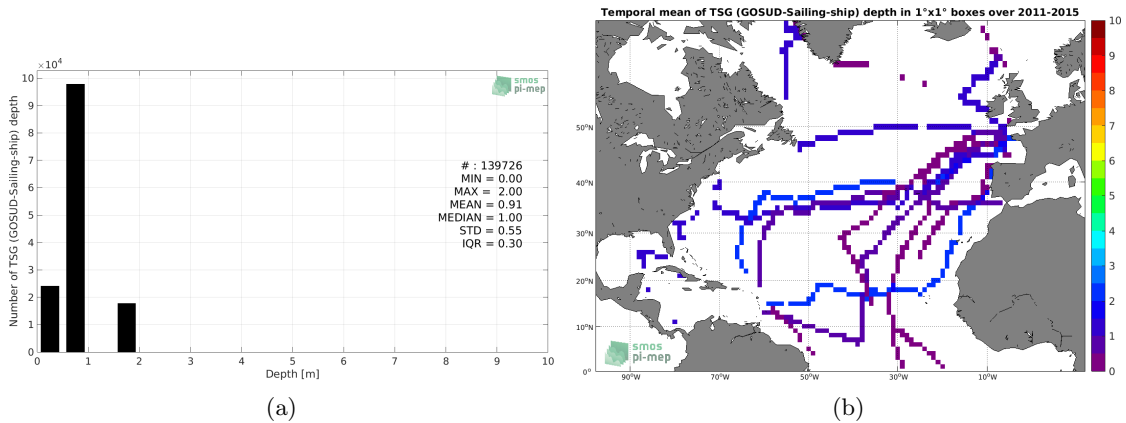 Temporal mean of TSG (GOSUD-Sailing-ship) depth in 1°x1° boxes over 2011-2015
×10⁴
Number of TSG (GOSUD-Sailing-ship) depth
10
9
8
7
6
5
4
3
2
1
0
smos
pi-mep
# : 139726
MIN = 0.00
MAX = 2.00
MEAN = 0.91
MEDIAN = 1.00
STD = 0.55
IQR = 0.30
0 1 2 3 4 5 6 7 8 9 10
Depth [m]
(a)
50°N
40°N
30°N
20°N
10°N
0°
90°W 70°W 50°W 30°W 10°W
smos
pi-mep
10
9
8
7
6
5
4
3
2
1
0
(b)